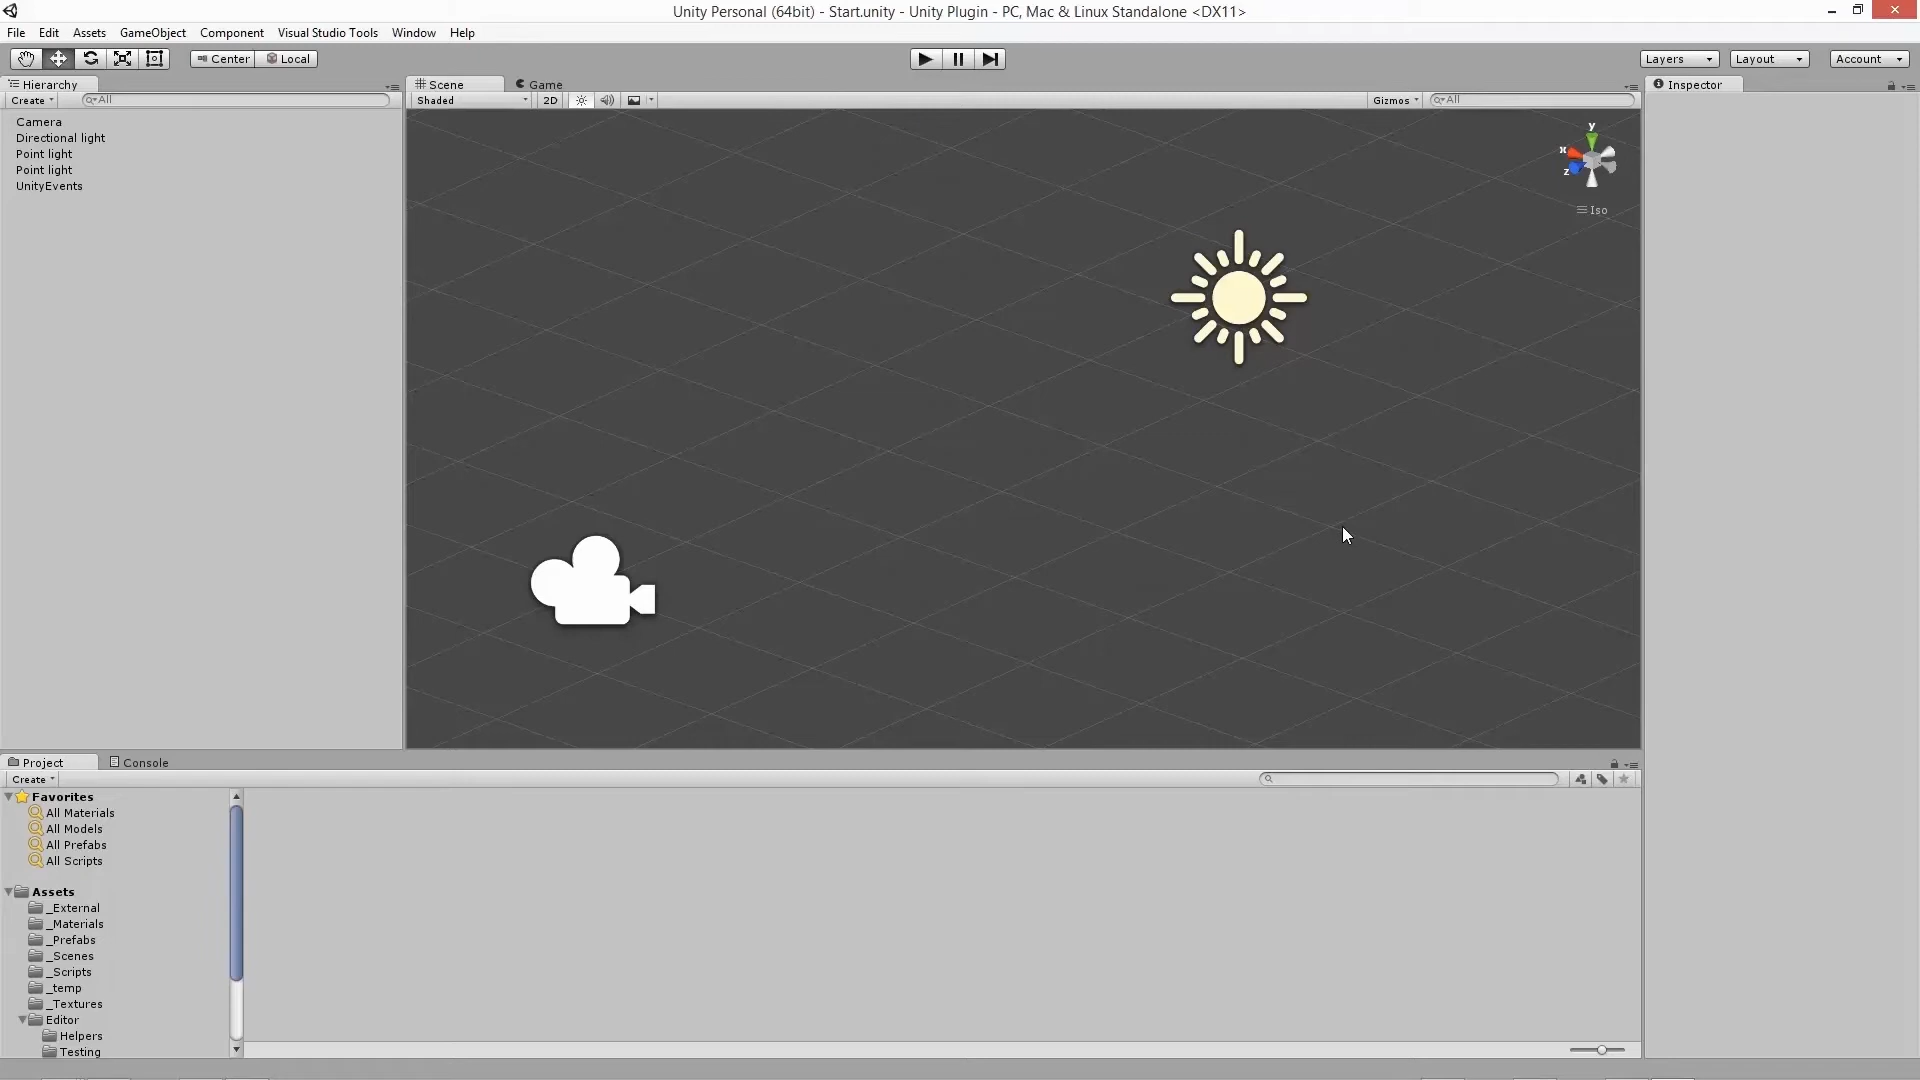 Unity Personal (64bit) - Start.unity - Unity Plugin - PC, Mac & Linux Standalone <DX11>
File Edit Assets GameObject Component Visual Studio Tools Window Help
Center Local Layers Layout Account
Hierarchy Scene Game Inspector
Create All Shaded 2D Gizmos All
Camera
Directional light
Point light
Point light
UnityEvents
y
x
z
Iso
Project Console
Create
Favorites
All Materials
All Models
All Prefabs
All Scripts
Assets
_External
_Materials
_Prefabs
_Scenes
_Scripts
_temp
_Textures
Editor
Helpers
Testing